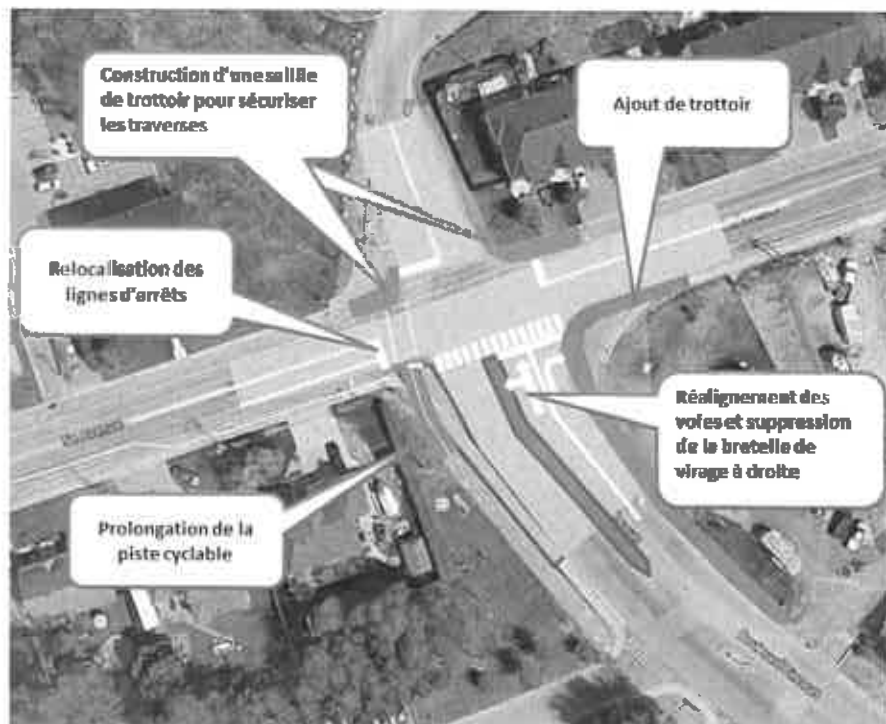 Construction d'une saillie
de trottoir pour sécuriser
les traverses
Ajout de trottoir
Relocalisation des
lignes d'arrêts
Réalignement des
voies et suppression
de la bretelle de
virage à droite
Prolongation de la
piste cyclable